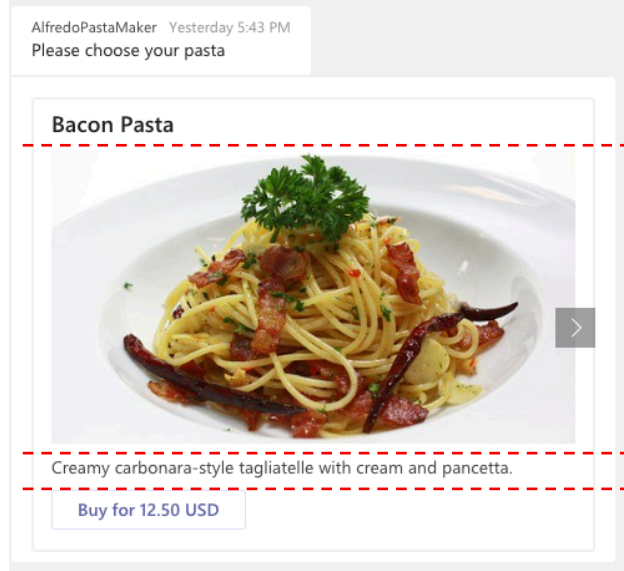 AlfredoPastaMaker Yesterday 5:43 PM
Please choose your pasta
Bacon Pasta
Creamy carbonara-style tagliatelle with cream and pancetta.
Buy for 12.50 USD